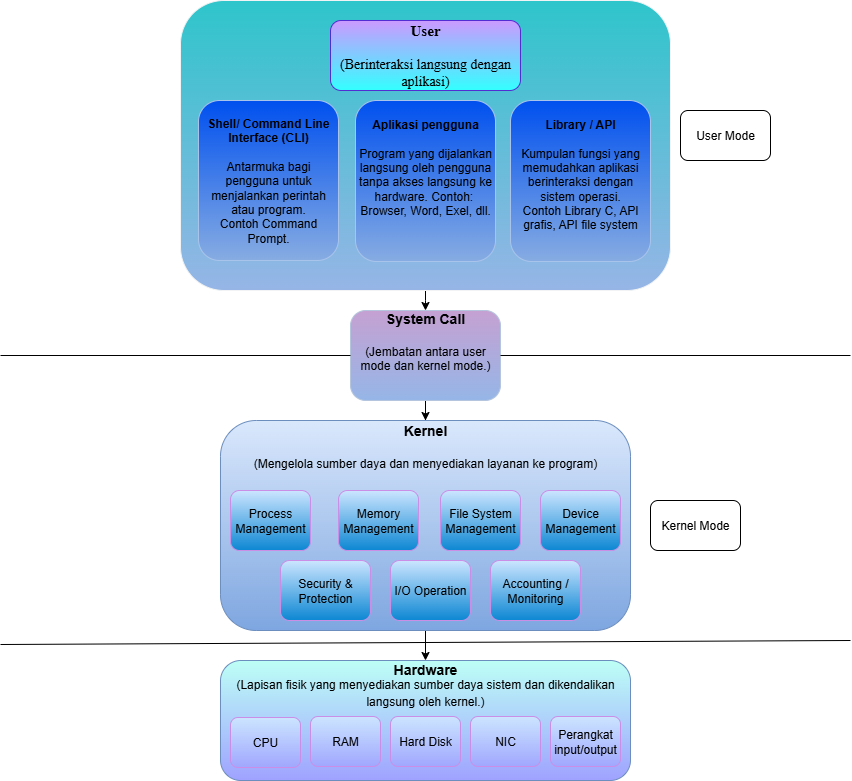 User
(Berinteraksi langsung dengan
aplikasi)
Shell/ Command Line
Interface (CLI)
Antarmuka bagi
pengguna untuk
menjalankan perintah
atau program.
Contoh Command
Prompt.
Aplikasi pengguna
Program yang dijalankan
langsung oleh pengguna
tanpa akses langsung ke
hardware. Contoh:
Browser, Word, Exel, dll.
Library / API
Kumpulan fungsi yang
memudahkan aplikasi
berinteraksi dengan
sistem operasi.
Contoh Library C, API
grafis, API file system
User Mode
System Call
(Jembatan antara user
mode dan kernel mode.)
Kernel
(Mengelola sumber daya dan menyediakan layanan ke program)
Process
Management
Memory
Management
File System
Management
Device
Management
Kernel Mode
Security &
Protection
I/O Operation
Accounting /
Monitoring
Hardware
(Lapisan fisik yang menyediakan sumber daya sistem dan dikendalikan
langsung oleh kernel.)
CPU
RAM
Hard Disk
NIC
Perangkat
input/output